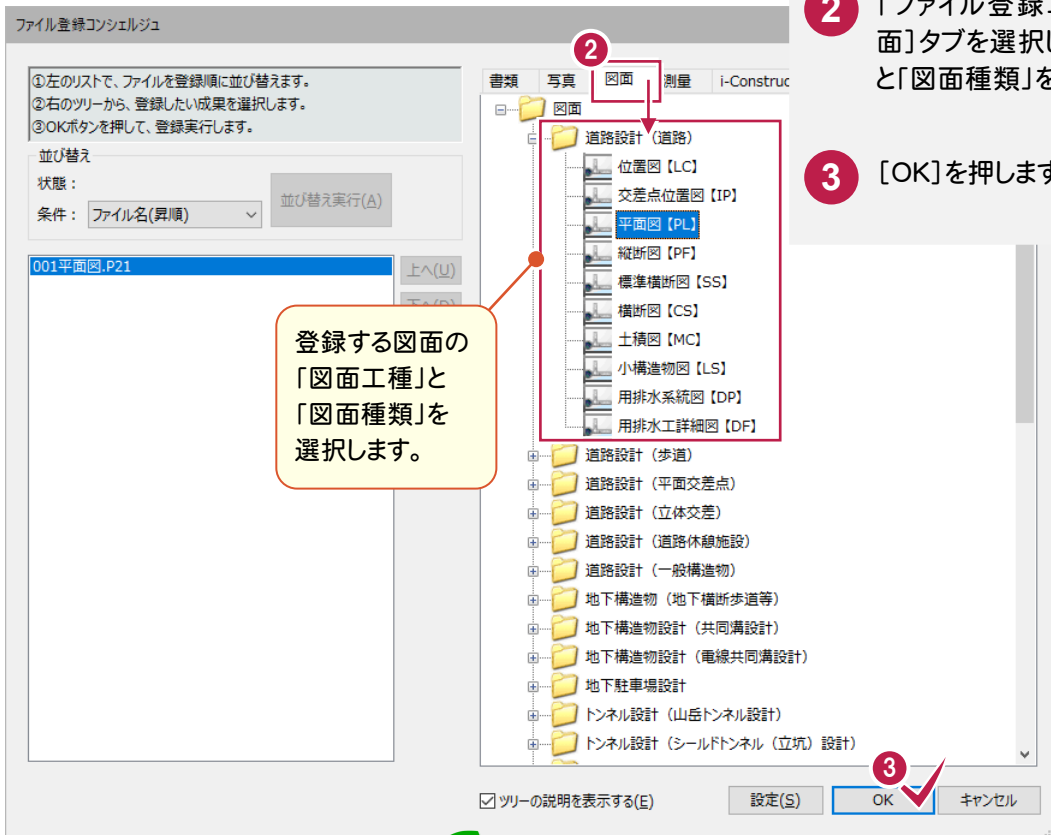 ファイル登録コンシェルジュ
①左のリストで、ファイルを登録順に並び替えます。
②右のツリーから、登録したい成果を選択します。
③OKボタンを押して、登録実行します。
並び替え
状態：
条件： ファイル名(昇順)
並び替え実行(A)
001平面図.P21
上へ(U)
登録する図面の
「図面工種」と
「図面種類」を
選択します。
2
書類 写真 図面 測量 i-Construc
図面
道路設計（道路）
位置図【LC】
交差点位置図【IP】
平面図【PL】
縦断図【PF】
標準横断図【SS】
横断図【CS】
土積図【MC】
小構造物図【LS】
用排水系統図【DP】
用排水工詳細図【DF】
道路設計（歩道）
道路設計（平面交差点）
道路設計（立体交差）
道路設計（道路休憩施設）
道路設計（一般構造物）
地下構造物（地下横断歩道等）
地下構造物設計（共同溝設計）
地下構造物設計（電線共同溝設計）
地下駐車場設計
トンネル設計（山岳トンネル設計）
トンネル設計（シールドトンネル（立坑）設計）
3
ツリーの説明を表示する(E)
設定(S)
OK
キャンセル
2 「ファイル登録
面］タブを選択し
と「図面種類」を
3 ［OK］を押します